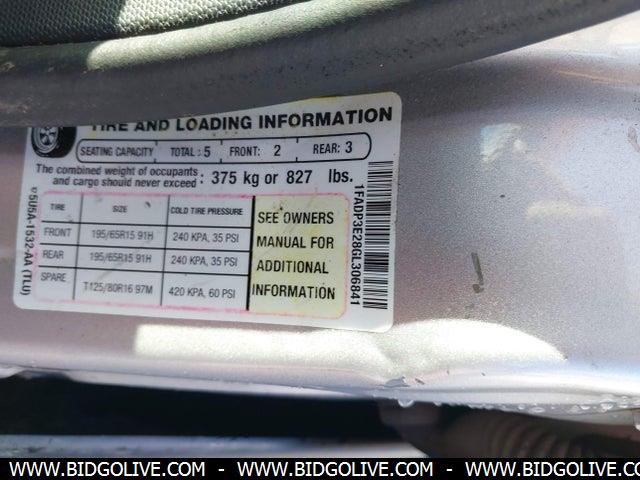 TIRE AND LOADING INFORMATION
SEATING CAPACITY TOTAL : 5 FRONT: 2 REAR: 3
The combined weight of occupants
and cargo should never exceed : 375 kg or 827 lbs.
TIRE SIZE COLD TIRE PRESSURE
FRONT 195/65R15 91H 240 KPA, 35 PSI
REAR 195/65R15 91H 240 KPA, 35 PSI
SPARE T125/80R16 97M 420 KPA, 60 PSI
SEE OWNERS
MANUAL FOR
ADDITIONAL
INFORMATION
1FADP3E28GL306841
5U5A-1532-AA (TLU)
WWW.BIDGOLIVE.COM - WWW.BIDGOLIVE.COM - WWW.BIDGOLIVE.COM